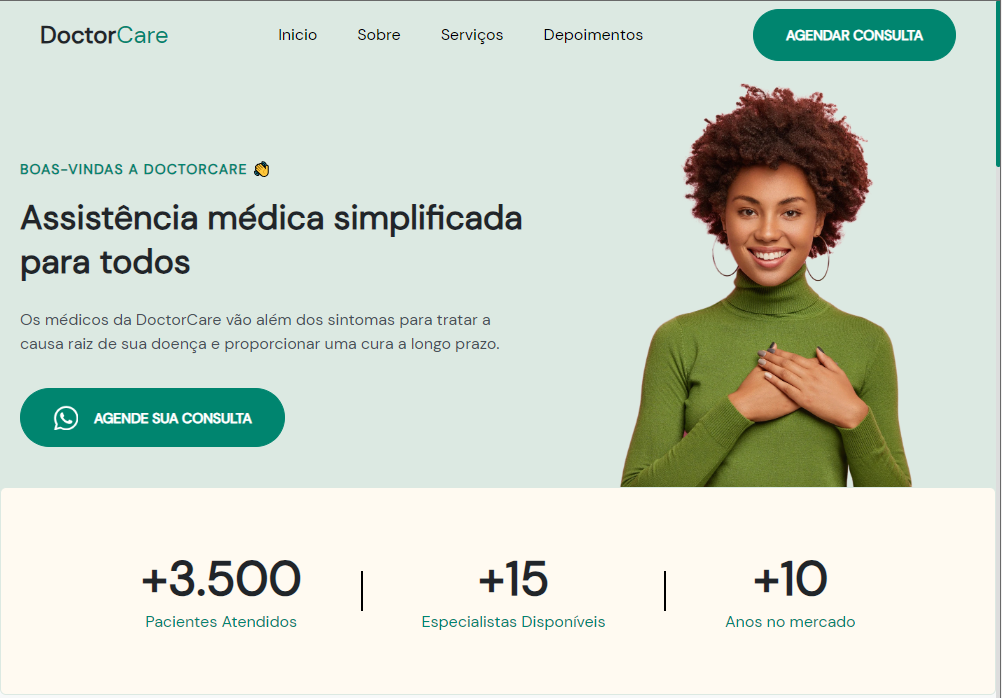 DoctorCare
Inicio Sobre Serviços Depoimentos
AGENDAR CONSULTA
BOAS-VINDAS A DOCTORCARE 👏
Assistência médica simplificada
para todos
Os médicos da DoctorCare vão além dos sintomas para tratar a
causa raiz de sua doença e proporcionar uma cura a longo prazo.
AGENDE SUA CONSULTA
+3.500
Pacientes Atendidos
+15
Especialistas Disponíveis
+10
Anos no mercado